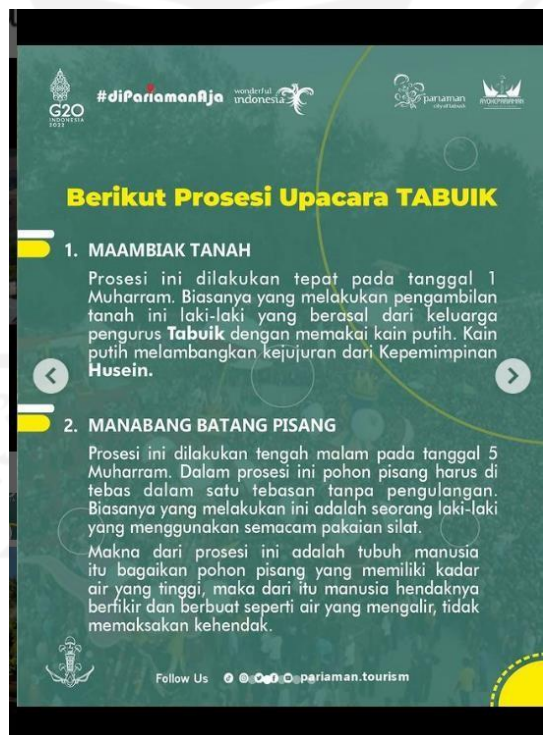 G20
INDONESIA
2022
#diPariamanAja
wonderful
indonesia
pariaman
AYOKEPARIAMAN
Berikut Prosesi Upacara TABUIK
1. MAAMBIAK TANAH
Prosesi ini dilakukan tepat pada tanggal 1
Muharram. Biasanya yang melakukan pengambilan
tanah ini laki-laki yang berasal dari keluarga
pengurus Tabuik dengan memakai kain putih. Kain
putih melambangkan kejujuran dari Kepemimpinan
Husein.
2. MANABANG BATANG PISANG
Prosesi ini dilakukan tengah malam pada tanggal 5
Muharram. Dalam prosesi ini pohon pisang harus di
tebas dalam satu tebasan tanpa pengulangan.
Biasanya yang melakukan ini adalah seorang laki-laki
yang menggunakan semacam pakaian silat.
Makna dari prosesi ini adalah tubuh manusia
itu bagaikan pohon pisang yang memiliki kadar
air yang tinggi, maka dari itu manusia hendaknya
berfikir dan berbuat seperti air yang mengalir, tidak
memaksakan kehendak.
Follow Us
pariaman.tourism